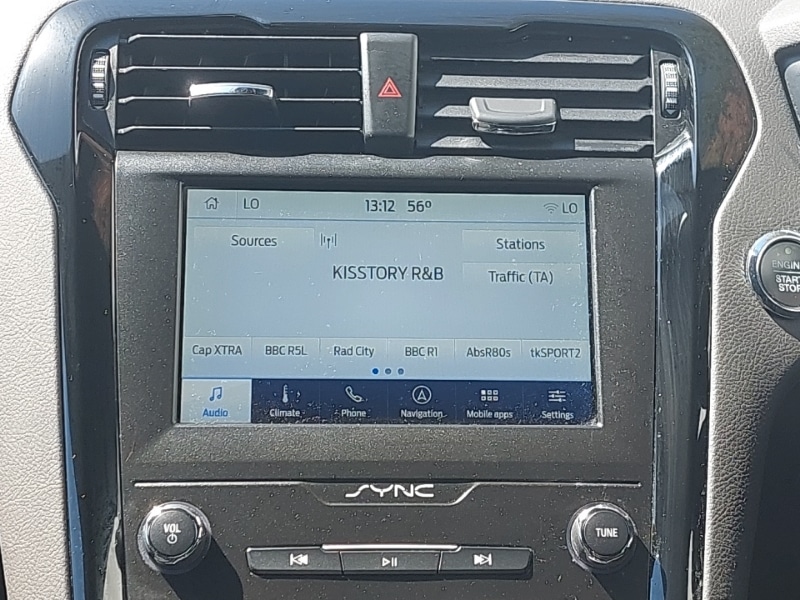 LO 13:12 56º LO
Sources Stations
KISSTORY R&B Traffic (TA)
Cap XTRA BBC R5L Rad City BBC R1 AbsR80s tkSPORT2
Audio Climate Phone Navigation Mobile apps Settings
SYNC
VOL TUNE
ENGINE
START
STOP